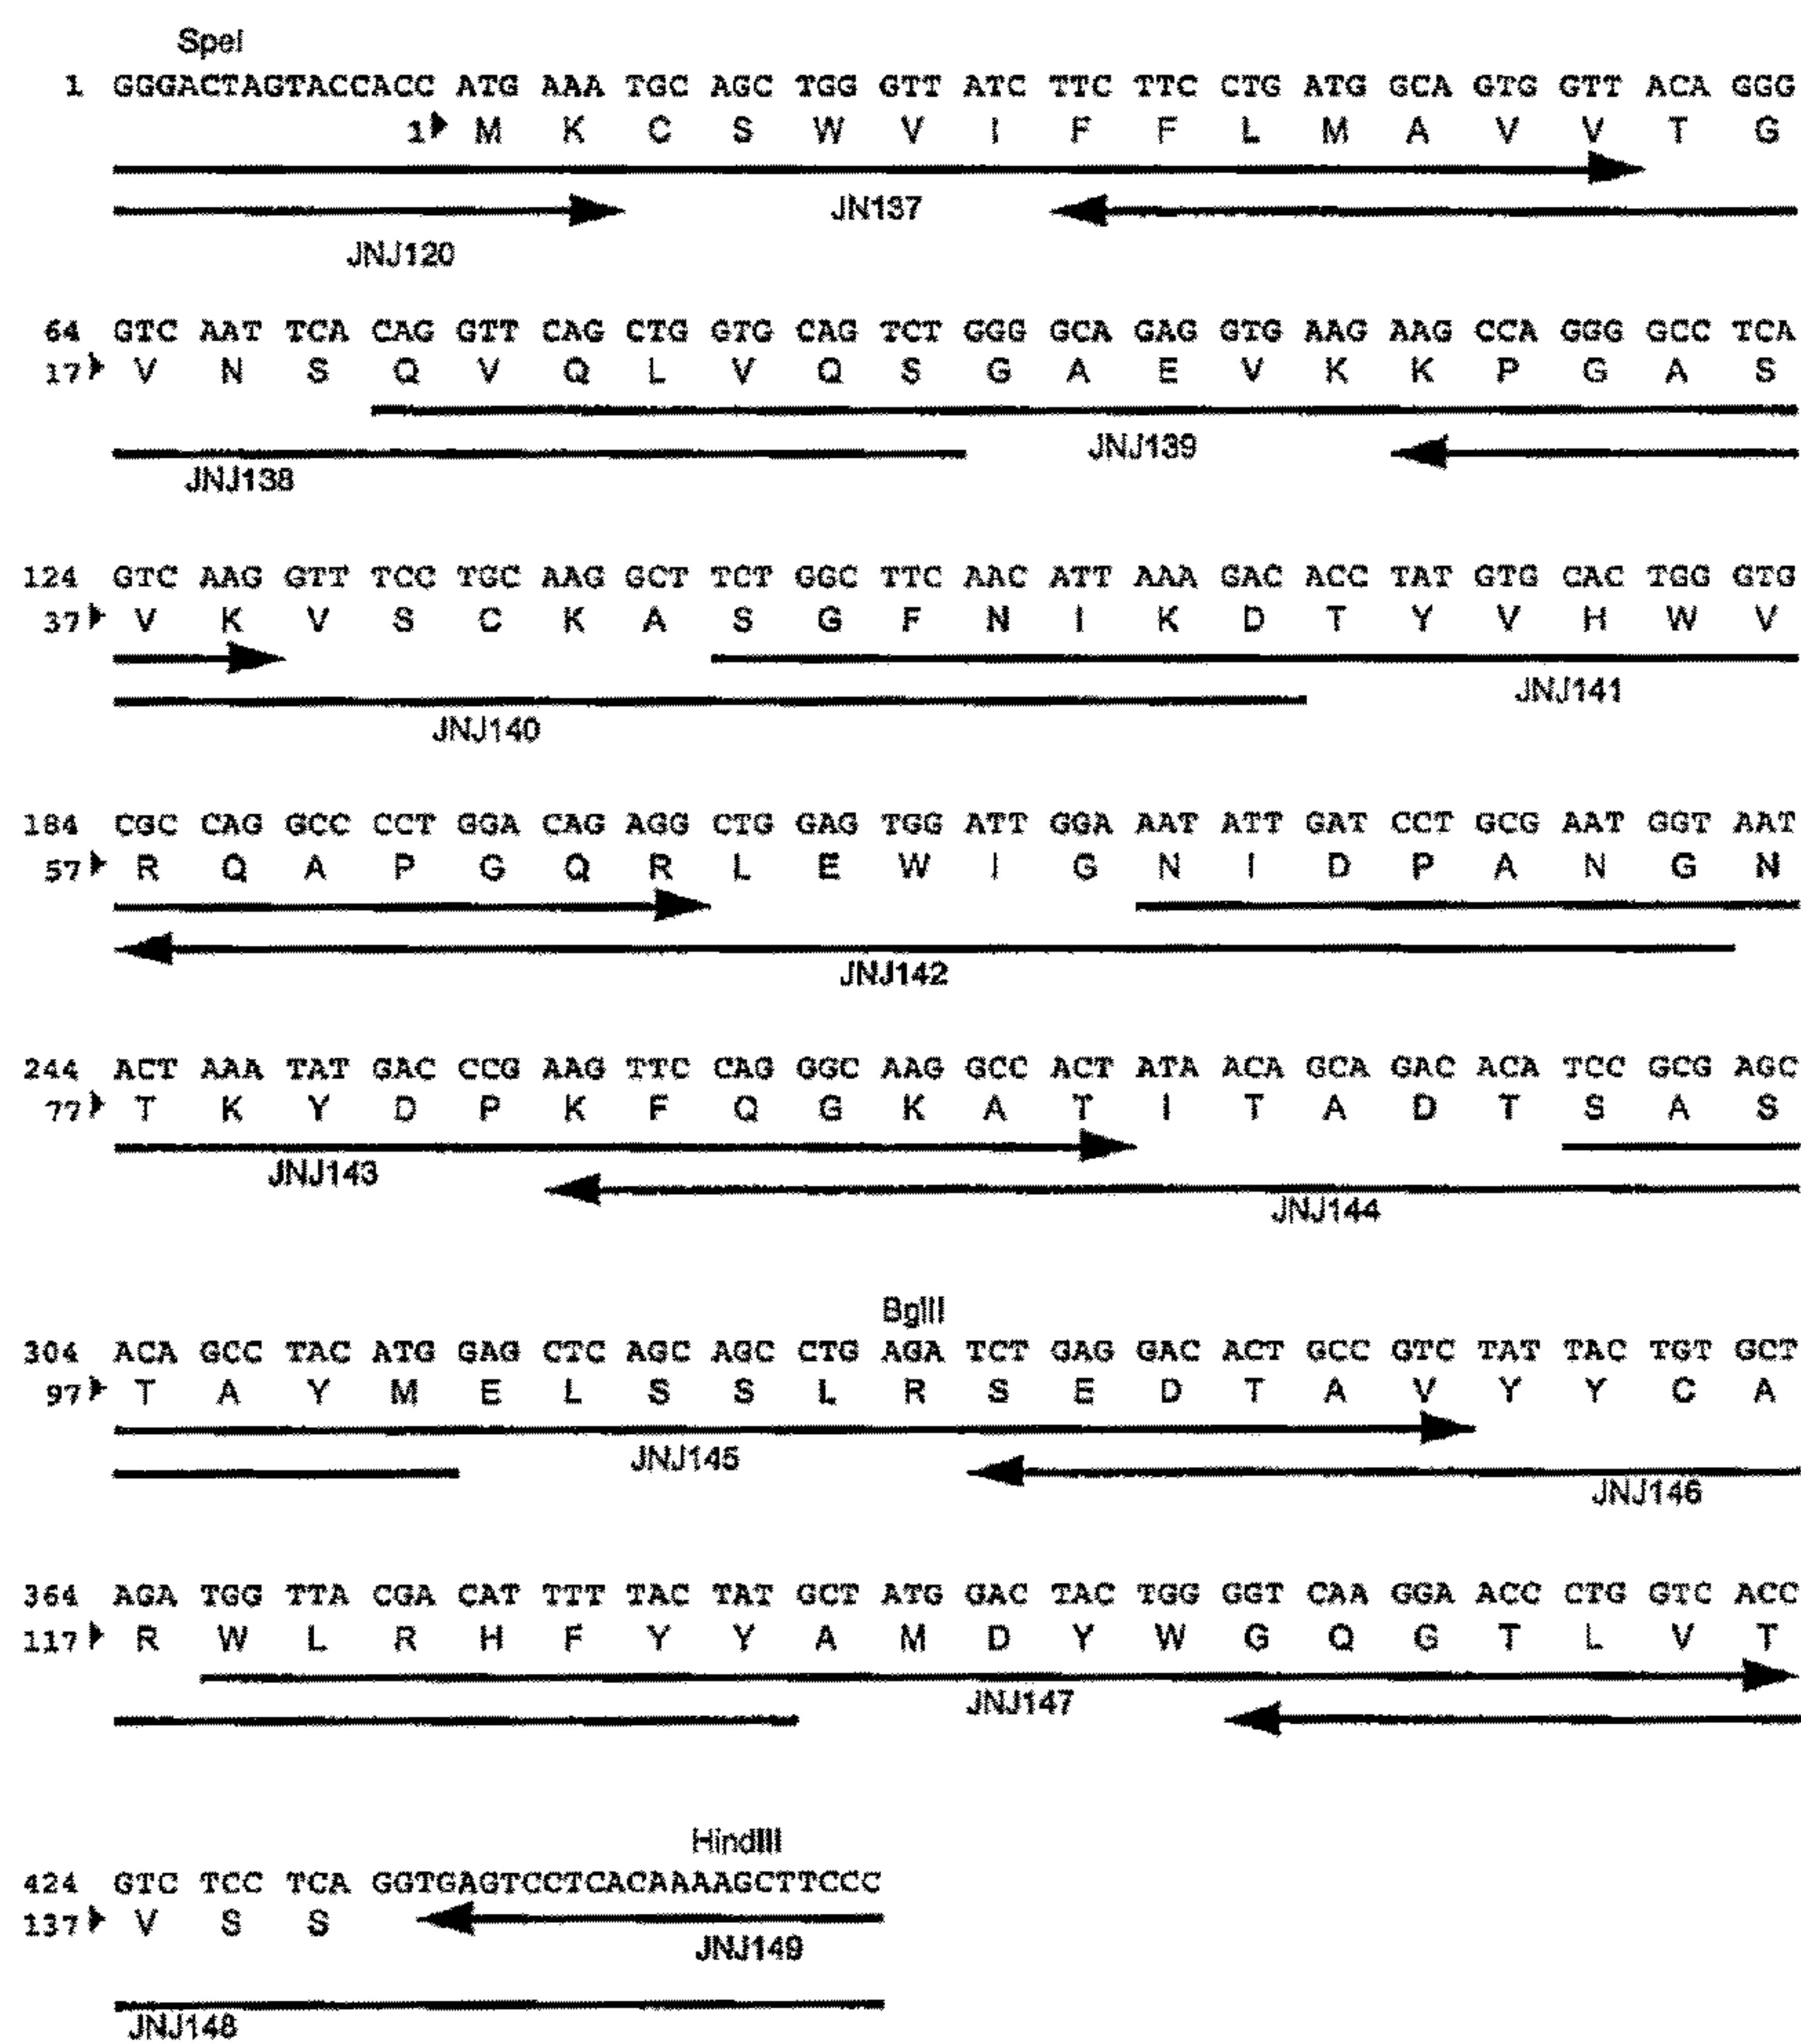 SpeI
1 GGGACTAGTACCACC ATG AAA TGC AGC TGG GTT ATC TTC TTC CTG ATG GCA GTG GTT ACA GGG
1 M K C S W V I F F L M A V V T G
JN137
JNJ120
64 GTC AAT TCA CAG GTT CAG CTG GTG CAG TCT GGG GCA GAG GTG AAG AAG CCA GGG GCC TCA
17 V N S Q V Q L V Q S G A E V K K P G A S
JNJ139
JNJ138
124 GTC AAG GTT TCC TGC AAG GCT TCT GGC TTC AAC ATT AAA GAC ACC TAT GTG CAC TGG GTG
37 V K V S C K A S G F N I K D T Y V H W V
JNJ141
JNJ140
184 CGC CAG GCC CCT GGA CAG AGG CTG GAG TGG ATT GGA AAT ATT GAT CCT GCG AAT GGT AAT
57 R Q A P G Q R L E W I G N I D P A N G N
JNJ142
244 ACT AAA TAT GAC CCG AAG TTC CAG GGC AAG GCC ACT ATA ACA GCA GAC ACA TCC GCG AGC
77 T K Y D P K F Q G K A T I T A D T S A S
JNJ143
JNJ144
BglII
304 ACA GCC TAC ATG GAG CTC AGC AGC CTG AGA TCT GAG GAC ACT GCC GTC TAT TAC TGT GCT
97 T A Y M E L S S L R S E D T A V Y Y C A
JNJ145
JNJ146
364 AGA TGG TTA CGA CAT TTT TAC TAT GCT ATG GAC TAC TGG GGT CAA GGA ACC CTG GTC ACC
117 R W L R H F Y Y A M D Y W G Q G T L V T
JNJ147
HindIII
424 GTC TCC TCA GGTGAGTCCTCACAAAAGCTTCCC
137 V S S
JNJ149
JNJ148